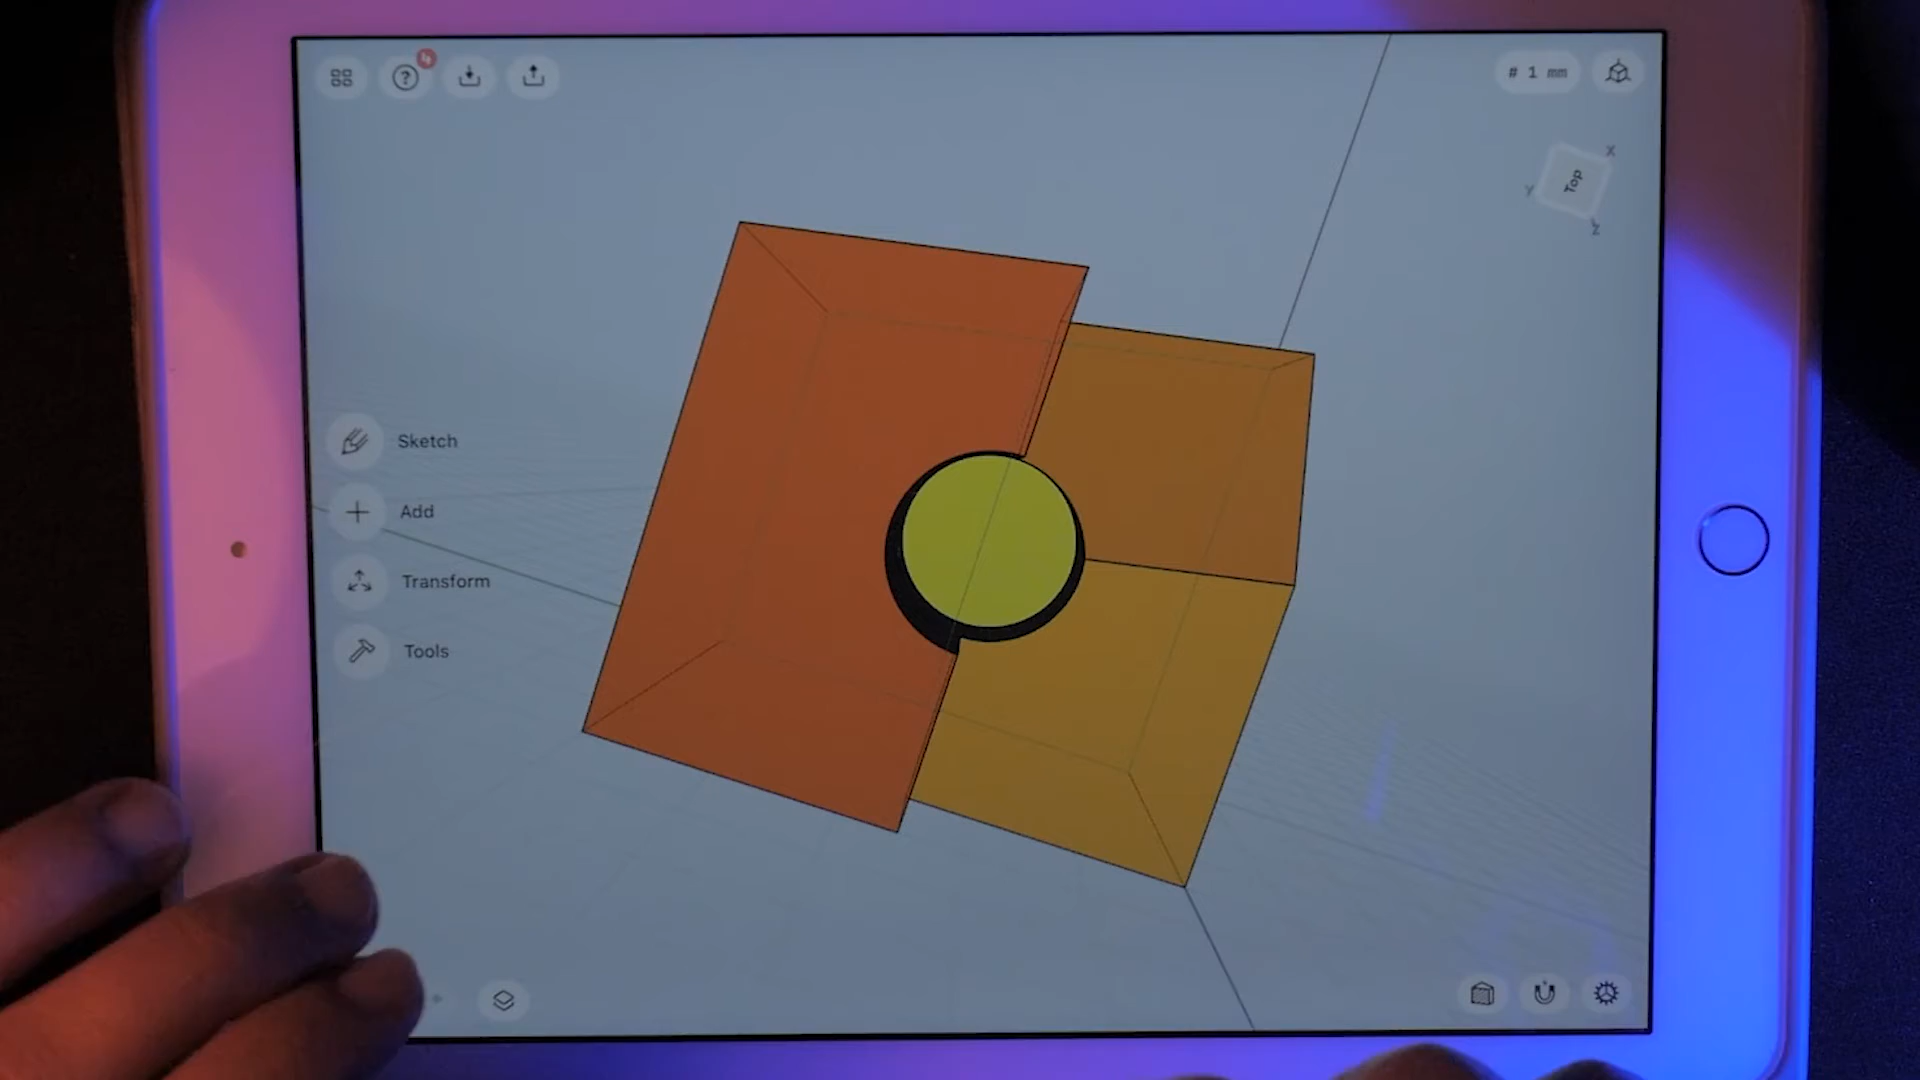 ?
# 1 mm
X
Top
Y
Z
Sketch
Add
Transform
Tools